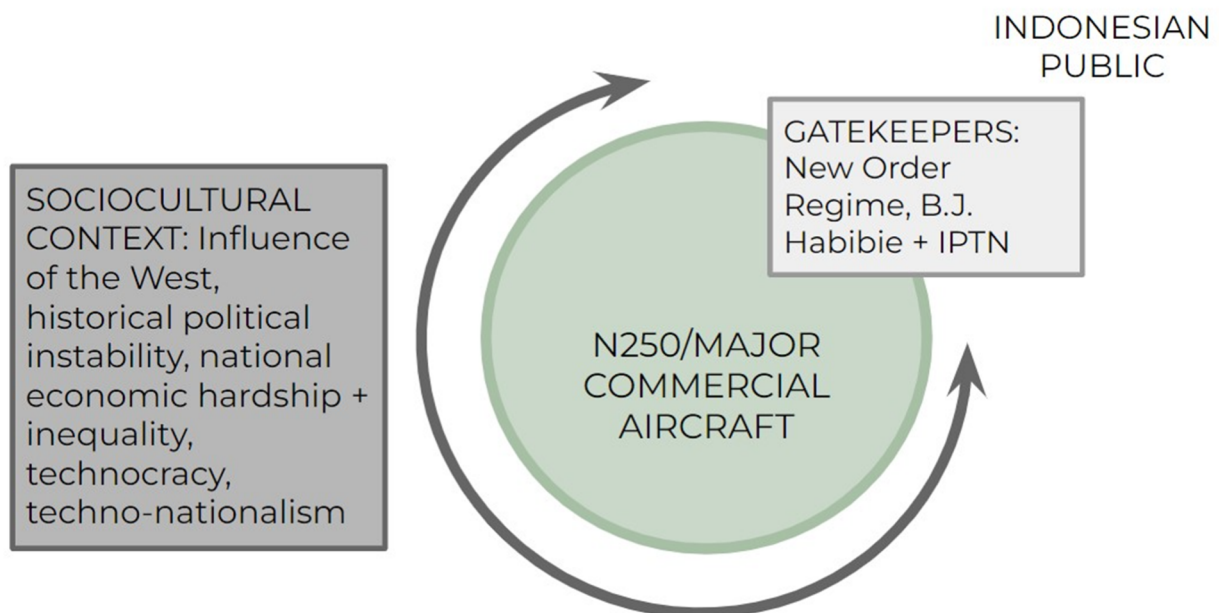 INDONESIAN
PUBLIC
GATEKEEPERS:
New Order
Regime, B.J.
Habibie + IPTN
SOCIOCULTURAL
CONTEXT: Influence
of the West,
historical political
instability, national
economic hardship +
inequality,
technocracy,
techno-nationalism
N250/MAJOR
COMMERCIAL
AIRCRAFT